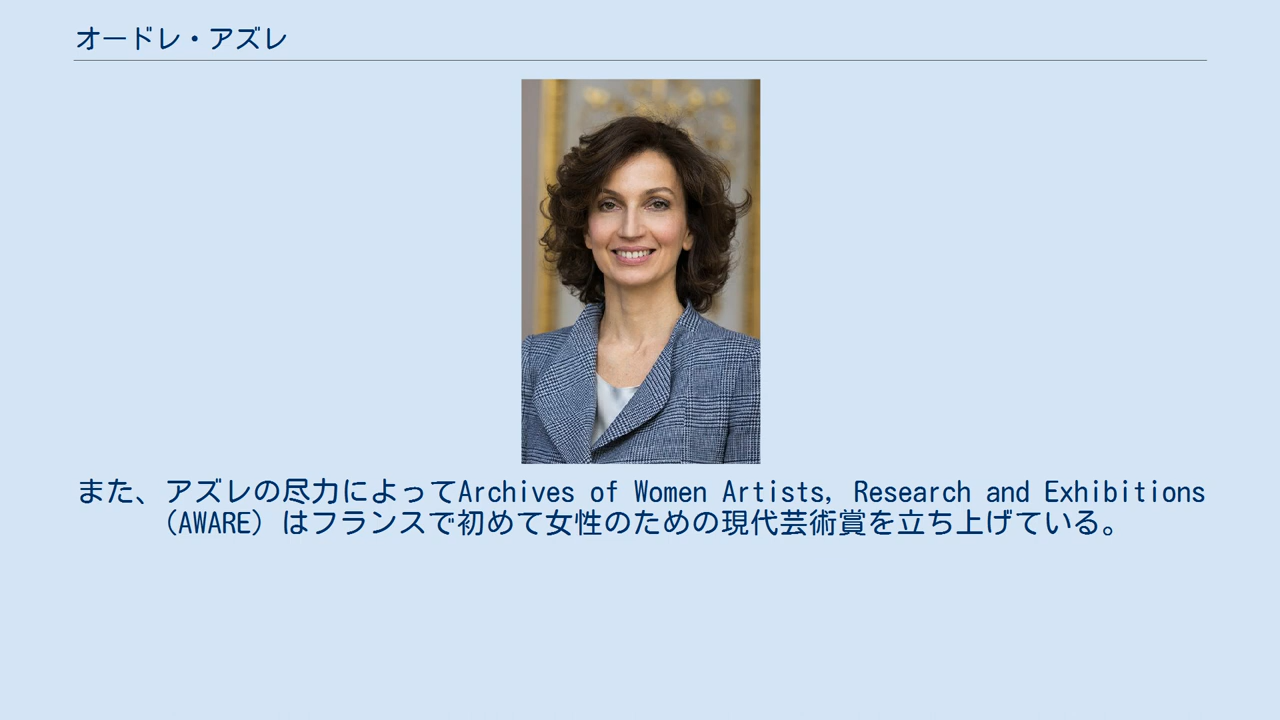 オードレ・アズレ
また、アズレの尽力によってArchives of Women Artists, Research and Exhibitions
（AWARE）はフランスで初めて女性のための現代芸術賞を立ち上げている。